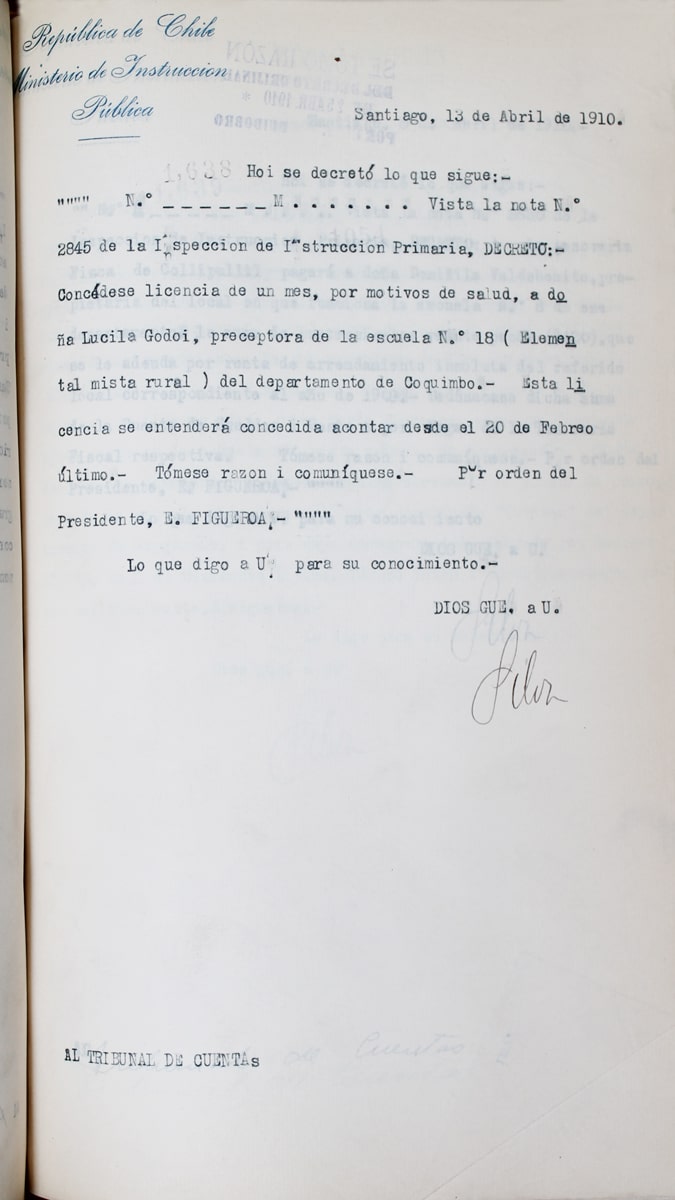 República de Chile
Ministerio de Instruccion
Pública
Santiago, 13 de Abril de 1910.
1,638 Hoi se decretó lo que sigue:-
"""" N.° _ _ _ _ _ _ M . . . . . . . Vista la nota N.°
2845 de la Inspeccion de Instruccion Primaria, DECRETO:-
Concédese licencia de un mes, por motivos de salud, a do
ña Lucila Godoi, preceptora de la escuela N.° 18 ( Elemen
tal mista rural ) del departamento de Coquimbo.- Esta li
cencia se entenderá concedida acontar desde el 20 de Febreo
último.- Tómese razon i comuníquese.- Por orden del
Presidente, E. FIGUEROA,- """"
Lo que digo a U. para su conocimiento.-
DIOS GUE. a U.
Silva
AL TRIBUNAL DE CUENTAs